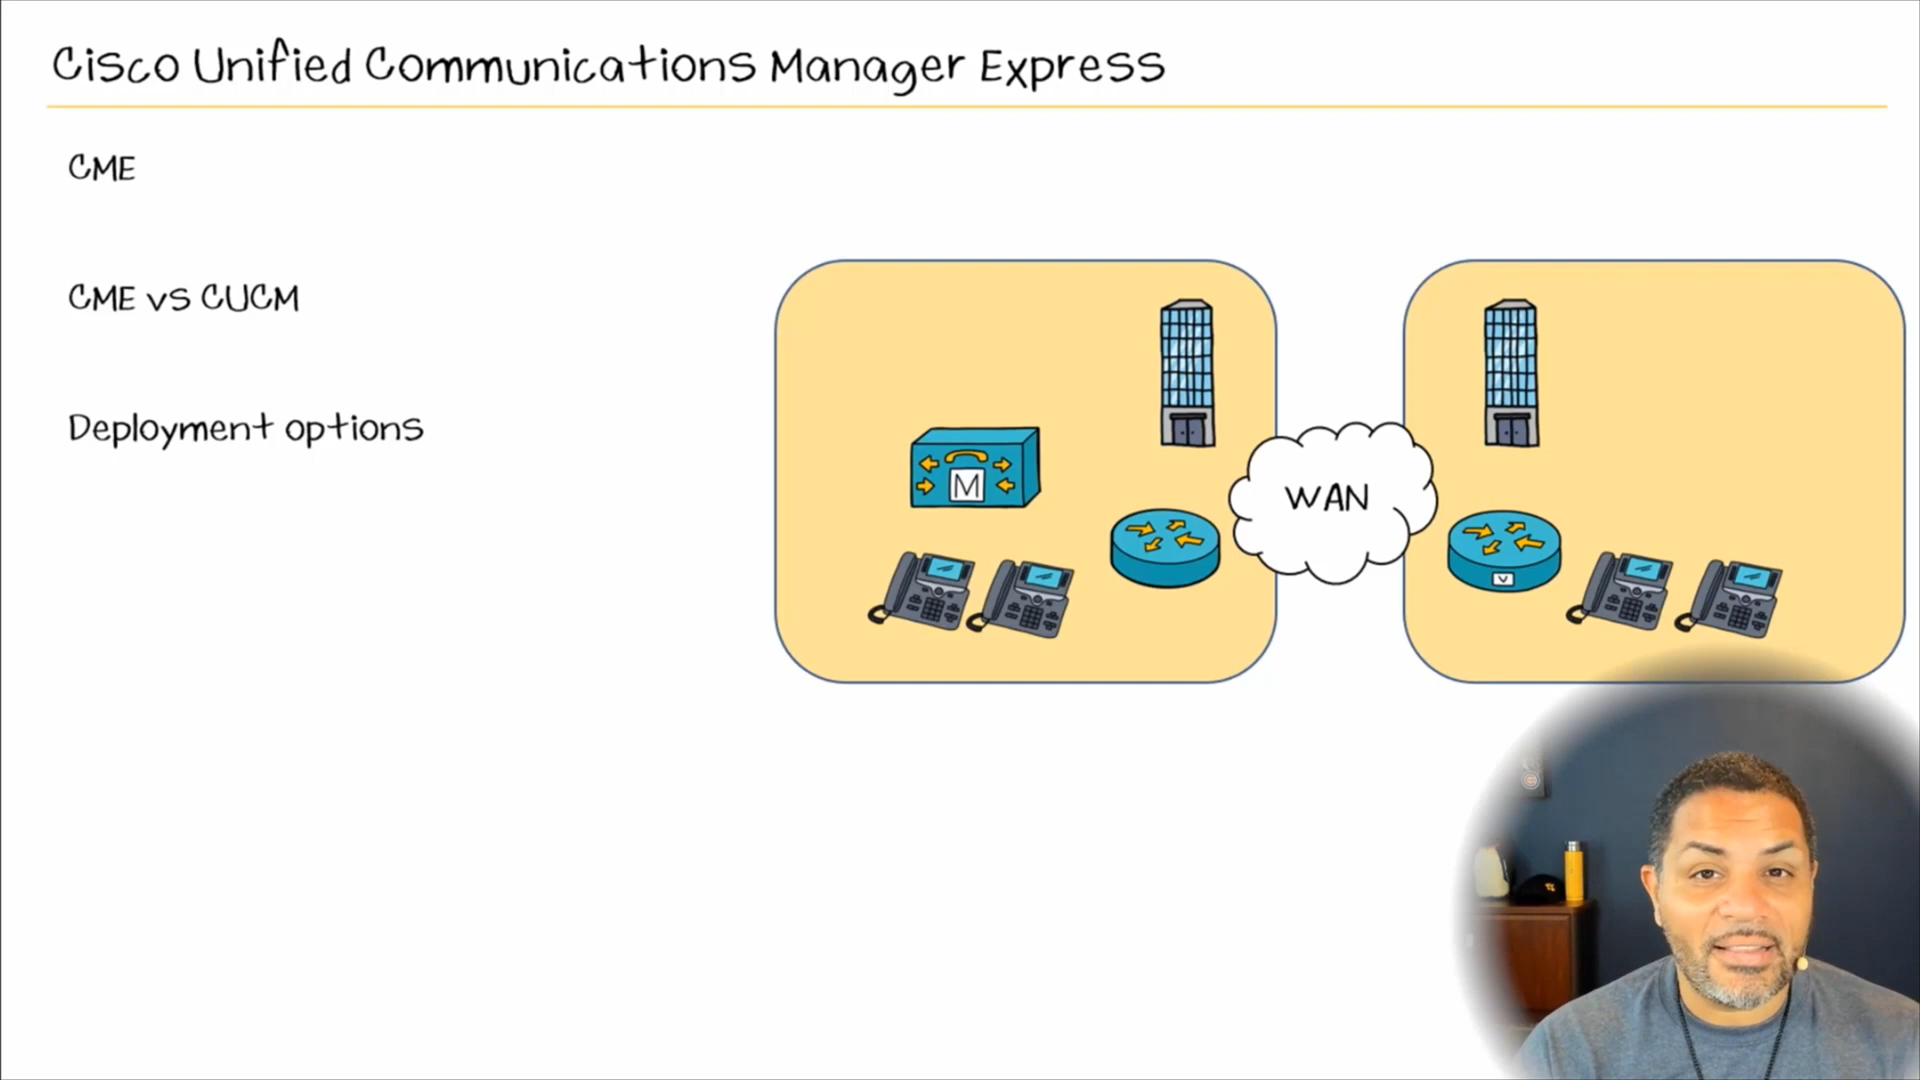 Cisco Unified Communications Manager Express
CME
CME vs CUCM
Deployment options
M
WAN
V